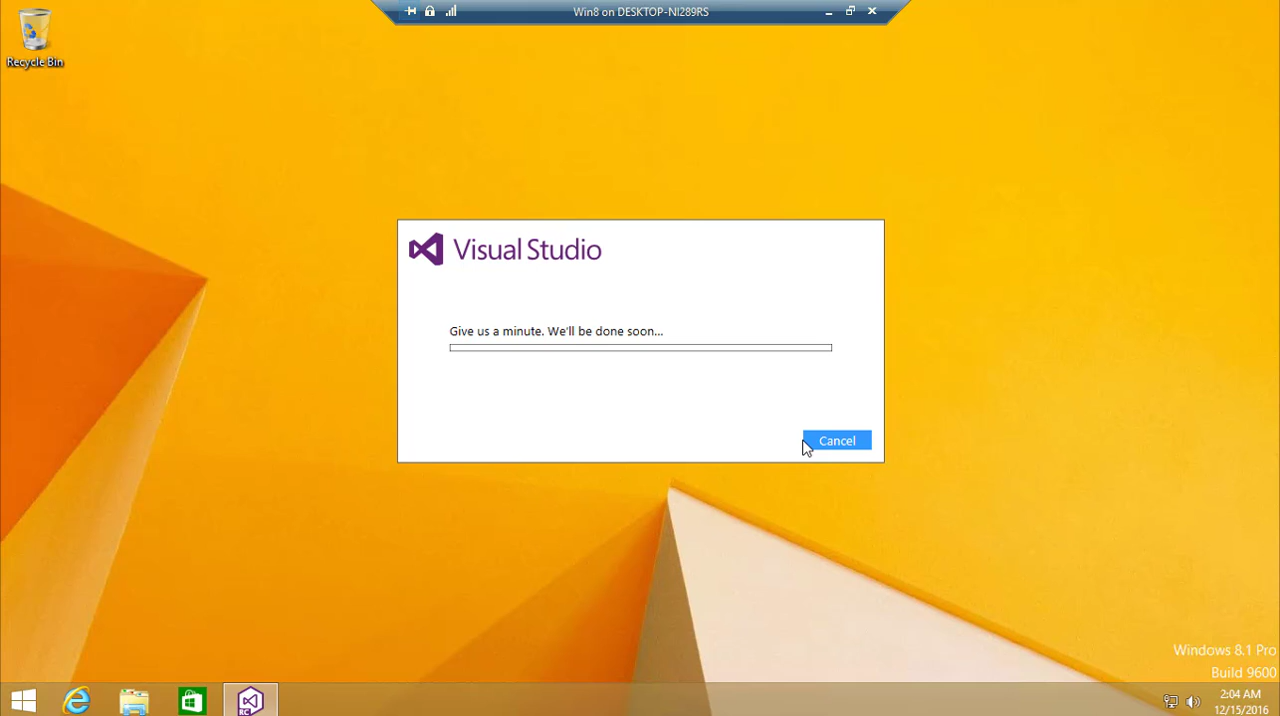 Win8 on DESKTOP-NI289RS
Recycle Bin
Visual Studio
Give us a minute. We'll be done soon...
Cancel
Windows 8.1 Pro
Build 9600
RC
2:04 AM
12/15/2016